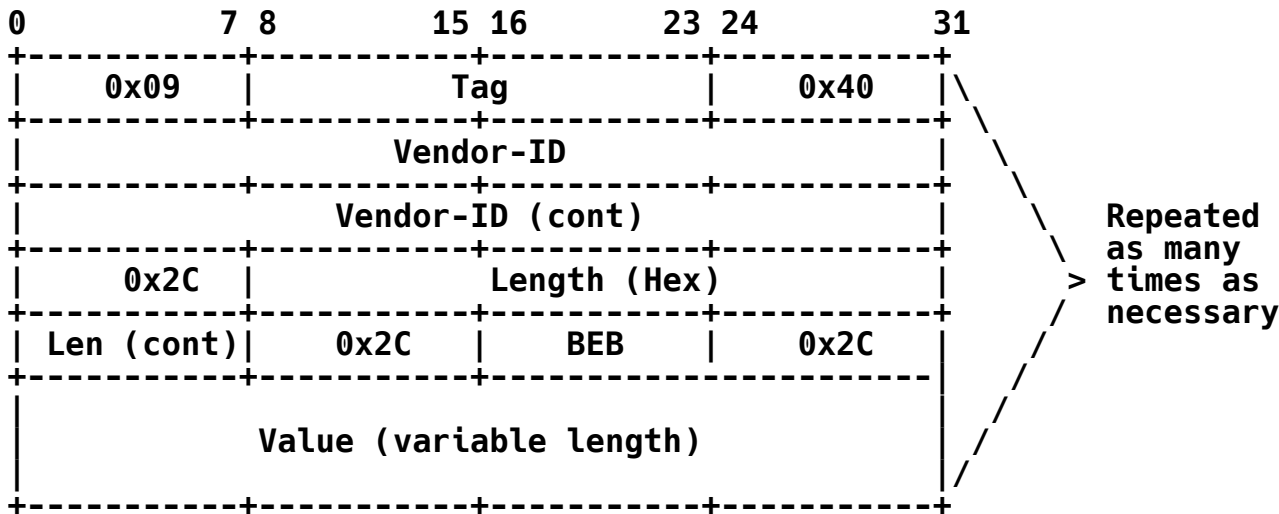 0 7 8 15 16 23 24 31
+-----------+-----------+-----------+-----------+
| 0x09 | Tag | 0x40 |\
+-----------+-----------+-----------+-----------+ \
| Vendor-ID | \
+-----------+-----------+-----------+-----------+ \
| Vendor-ID (cont) | \ Repeated
+-----------+-----------+-----------+-----------+ \ as many
| 0x2C | Length (Hex) | > times as
+-----------+-----------+-----------+-----------+ / necessary
| Len (cont)| 0x2C | BEB | 0x2C | /
+-----------+-----------+-----------------------| /
| | /
| Value (variable length) | /
| |/
+-----------+-----------+-----------+-----------+